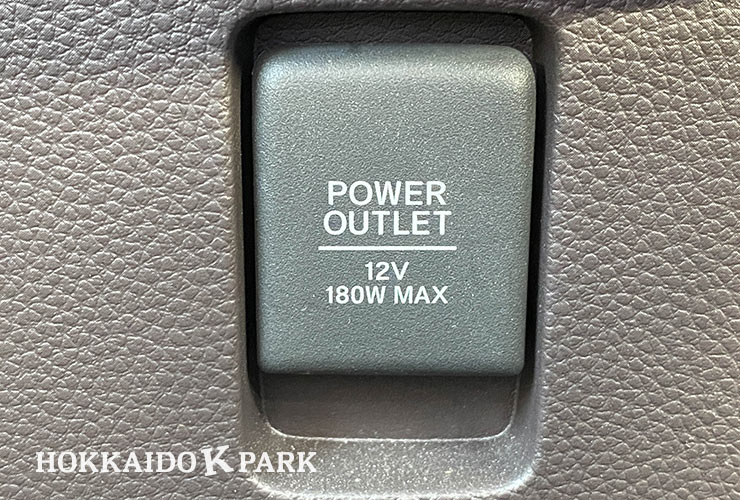 POWER
OUTLET
12V
180W MAX
HOKKAIDO K PARK